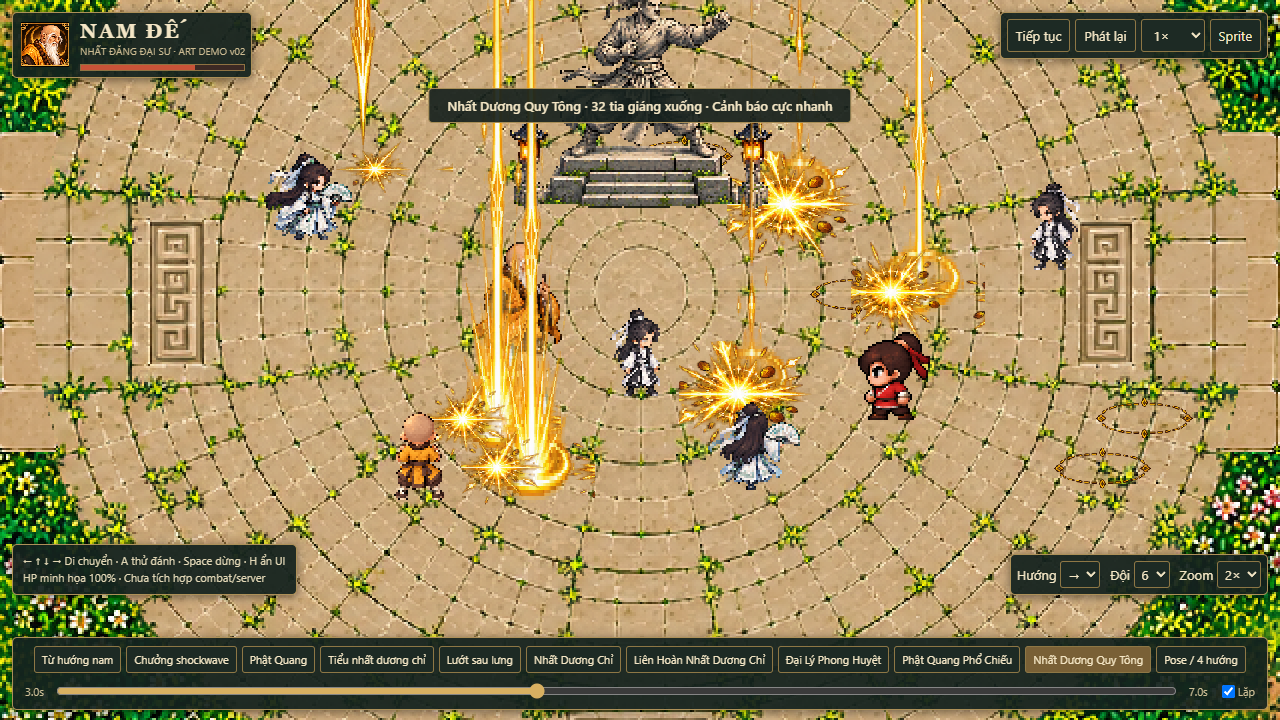 NAM ĐẾ
NHẤT ĐĂNG ĐẠI SƯ · ART DEMO v02
Tiếp tục
Phát lại
1×
Sprite
Nhất Dương Quy Tông · 32 tia giáng xuống · Cảnh báo cực nhanh
← ↑ ↓ → Di chuyển · A thử đánh · Space dừng · H ẩn UI
HP minh họa 100% · Chưa tích hợp combat/server
Hướng → Đội 6 Zoom 2×
Từ hướng nam
Chưởng shockwave
Phật Quang
Tiểu nhất dương chỉ
Lướt sau lưng
Nhất Dương Chỉ
Liên Hoàn Nhất Dương Chỉ
Đại Lý Phong Huyệt
Phật Quang Phổ Chiếu
Nhất Dương Quy Tông
Pose / 4 hướng
3.0s
7.0s
Lặp